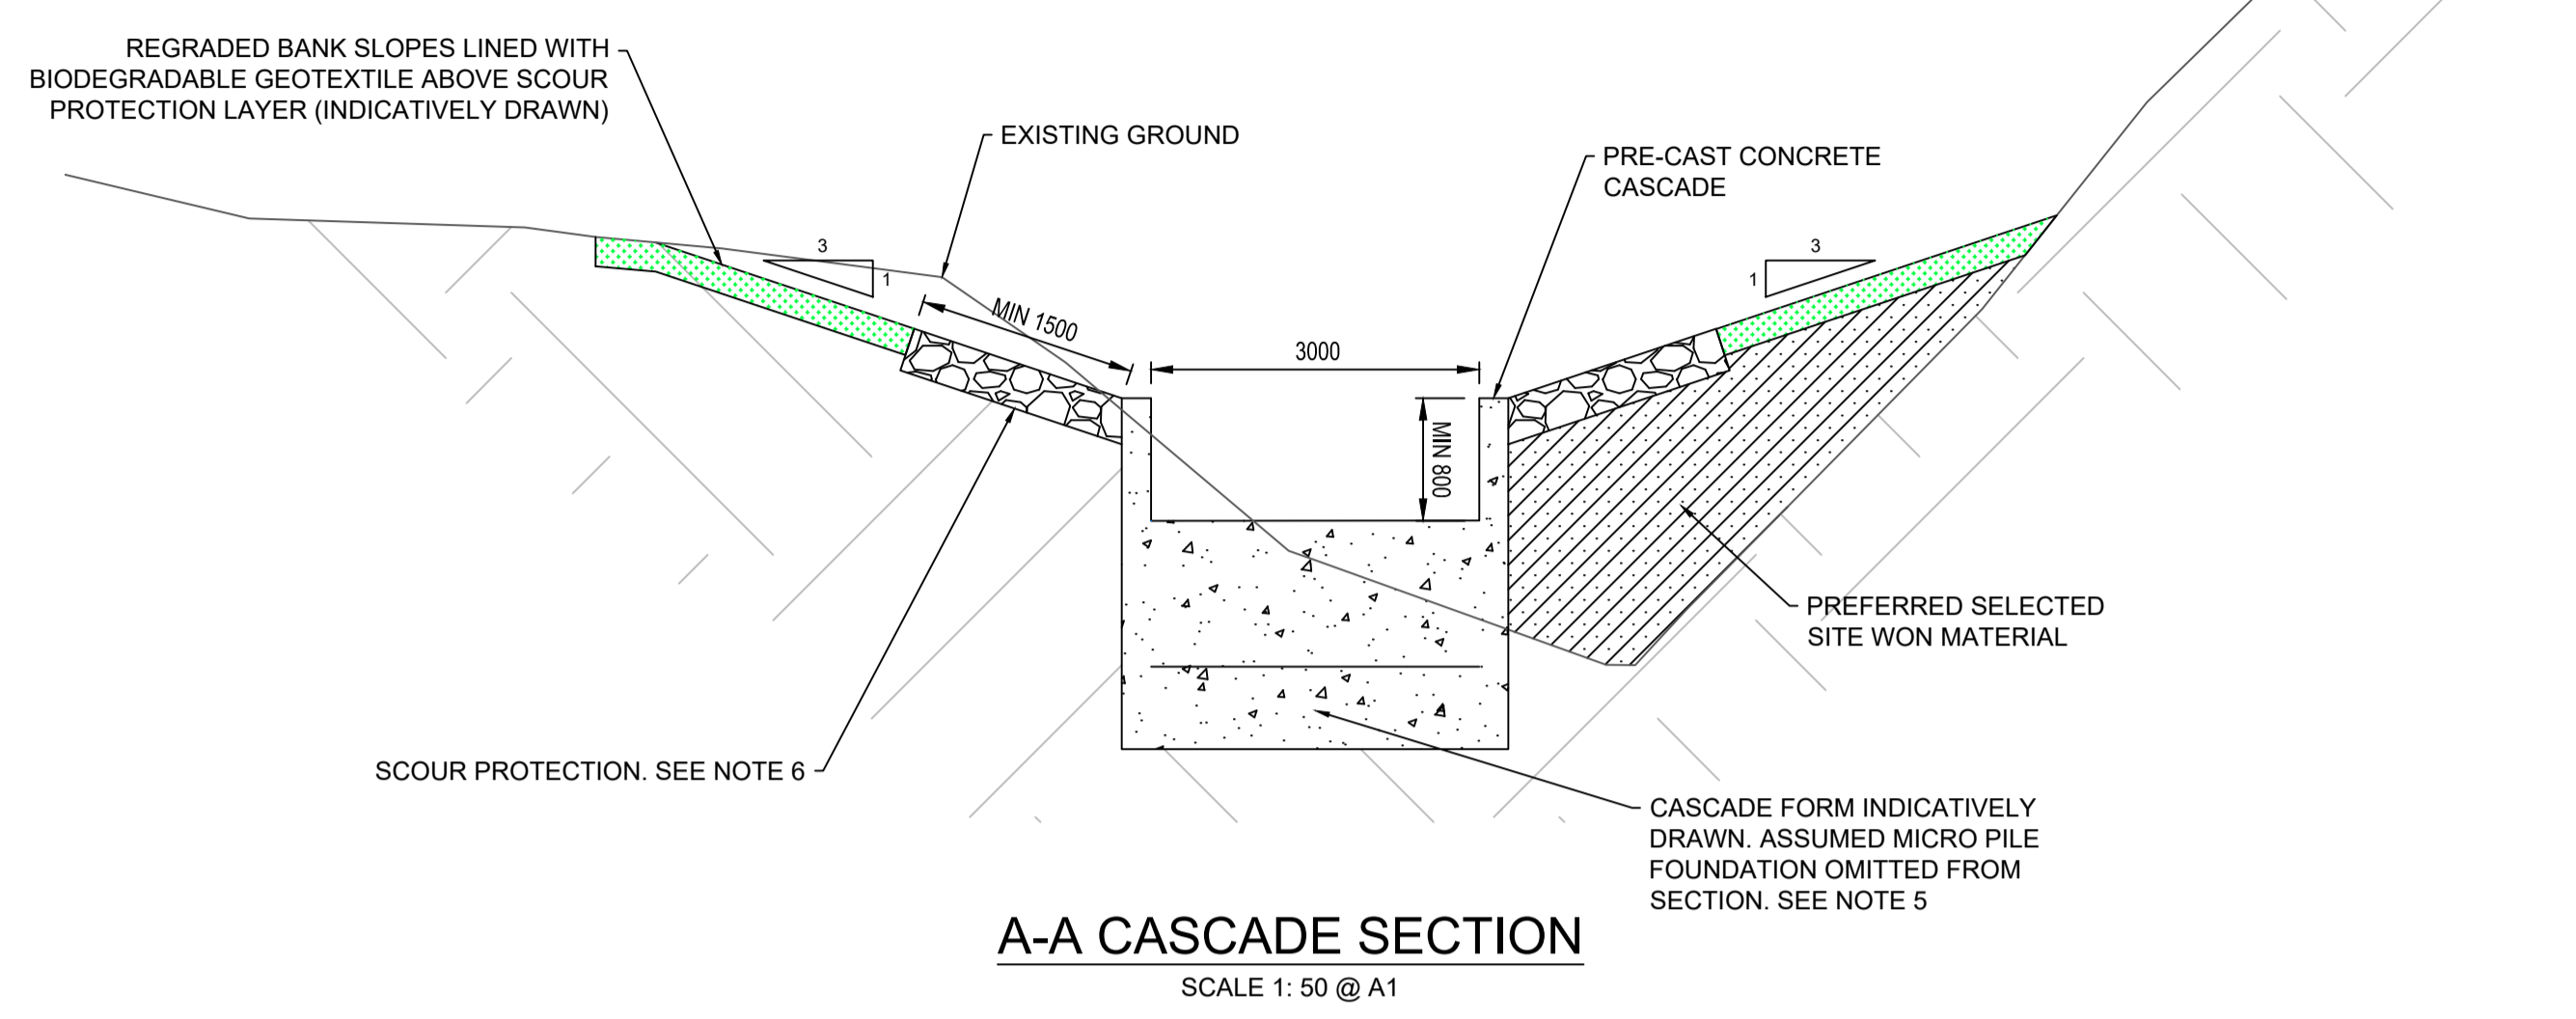 REGRADED BANK SLOPES LINED WITH
BIODEGRADABLE GEOTEXTILE ABOVE SCOUR
PROTECTION LAYER (INDICATIVELY DRAWN)
EXISTING GROUND
PRE-CAST CONCRETE
CASCADE
3
1
3
1
MIN 1500
3000
MIN 800
PREFERRED SELECTED
SITE WON MATERIAL
SCOUR PROTECTION. SEE NOTE 6
CASCADE FORM INDICATIVELY
DRAWN. ASSUMED MICRO PILE
FOUNDATION OMITTED FROM
SECTION. SEE NOTE 5
A-A CASCADE SECTION
SCALE 1: 50 @ A1